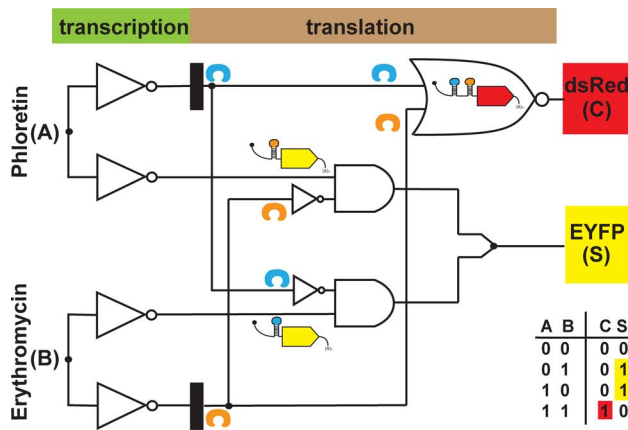 transcription translation
C C
dsRed
(C)
(A)ₙ
C
Phloretin
(A)
(A)ₙ
C
EYFP
(S)
C
Erythromycin
(B)
(A)ₙ
C
A B C S
0 0 0 0
0 1 0 1
1 0 0 1
1 1 1 0